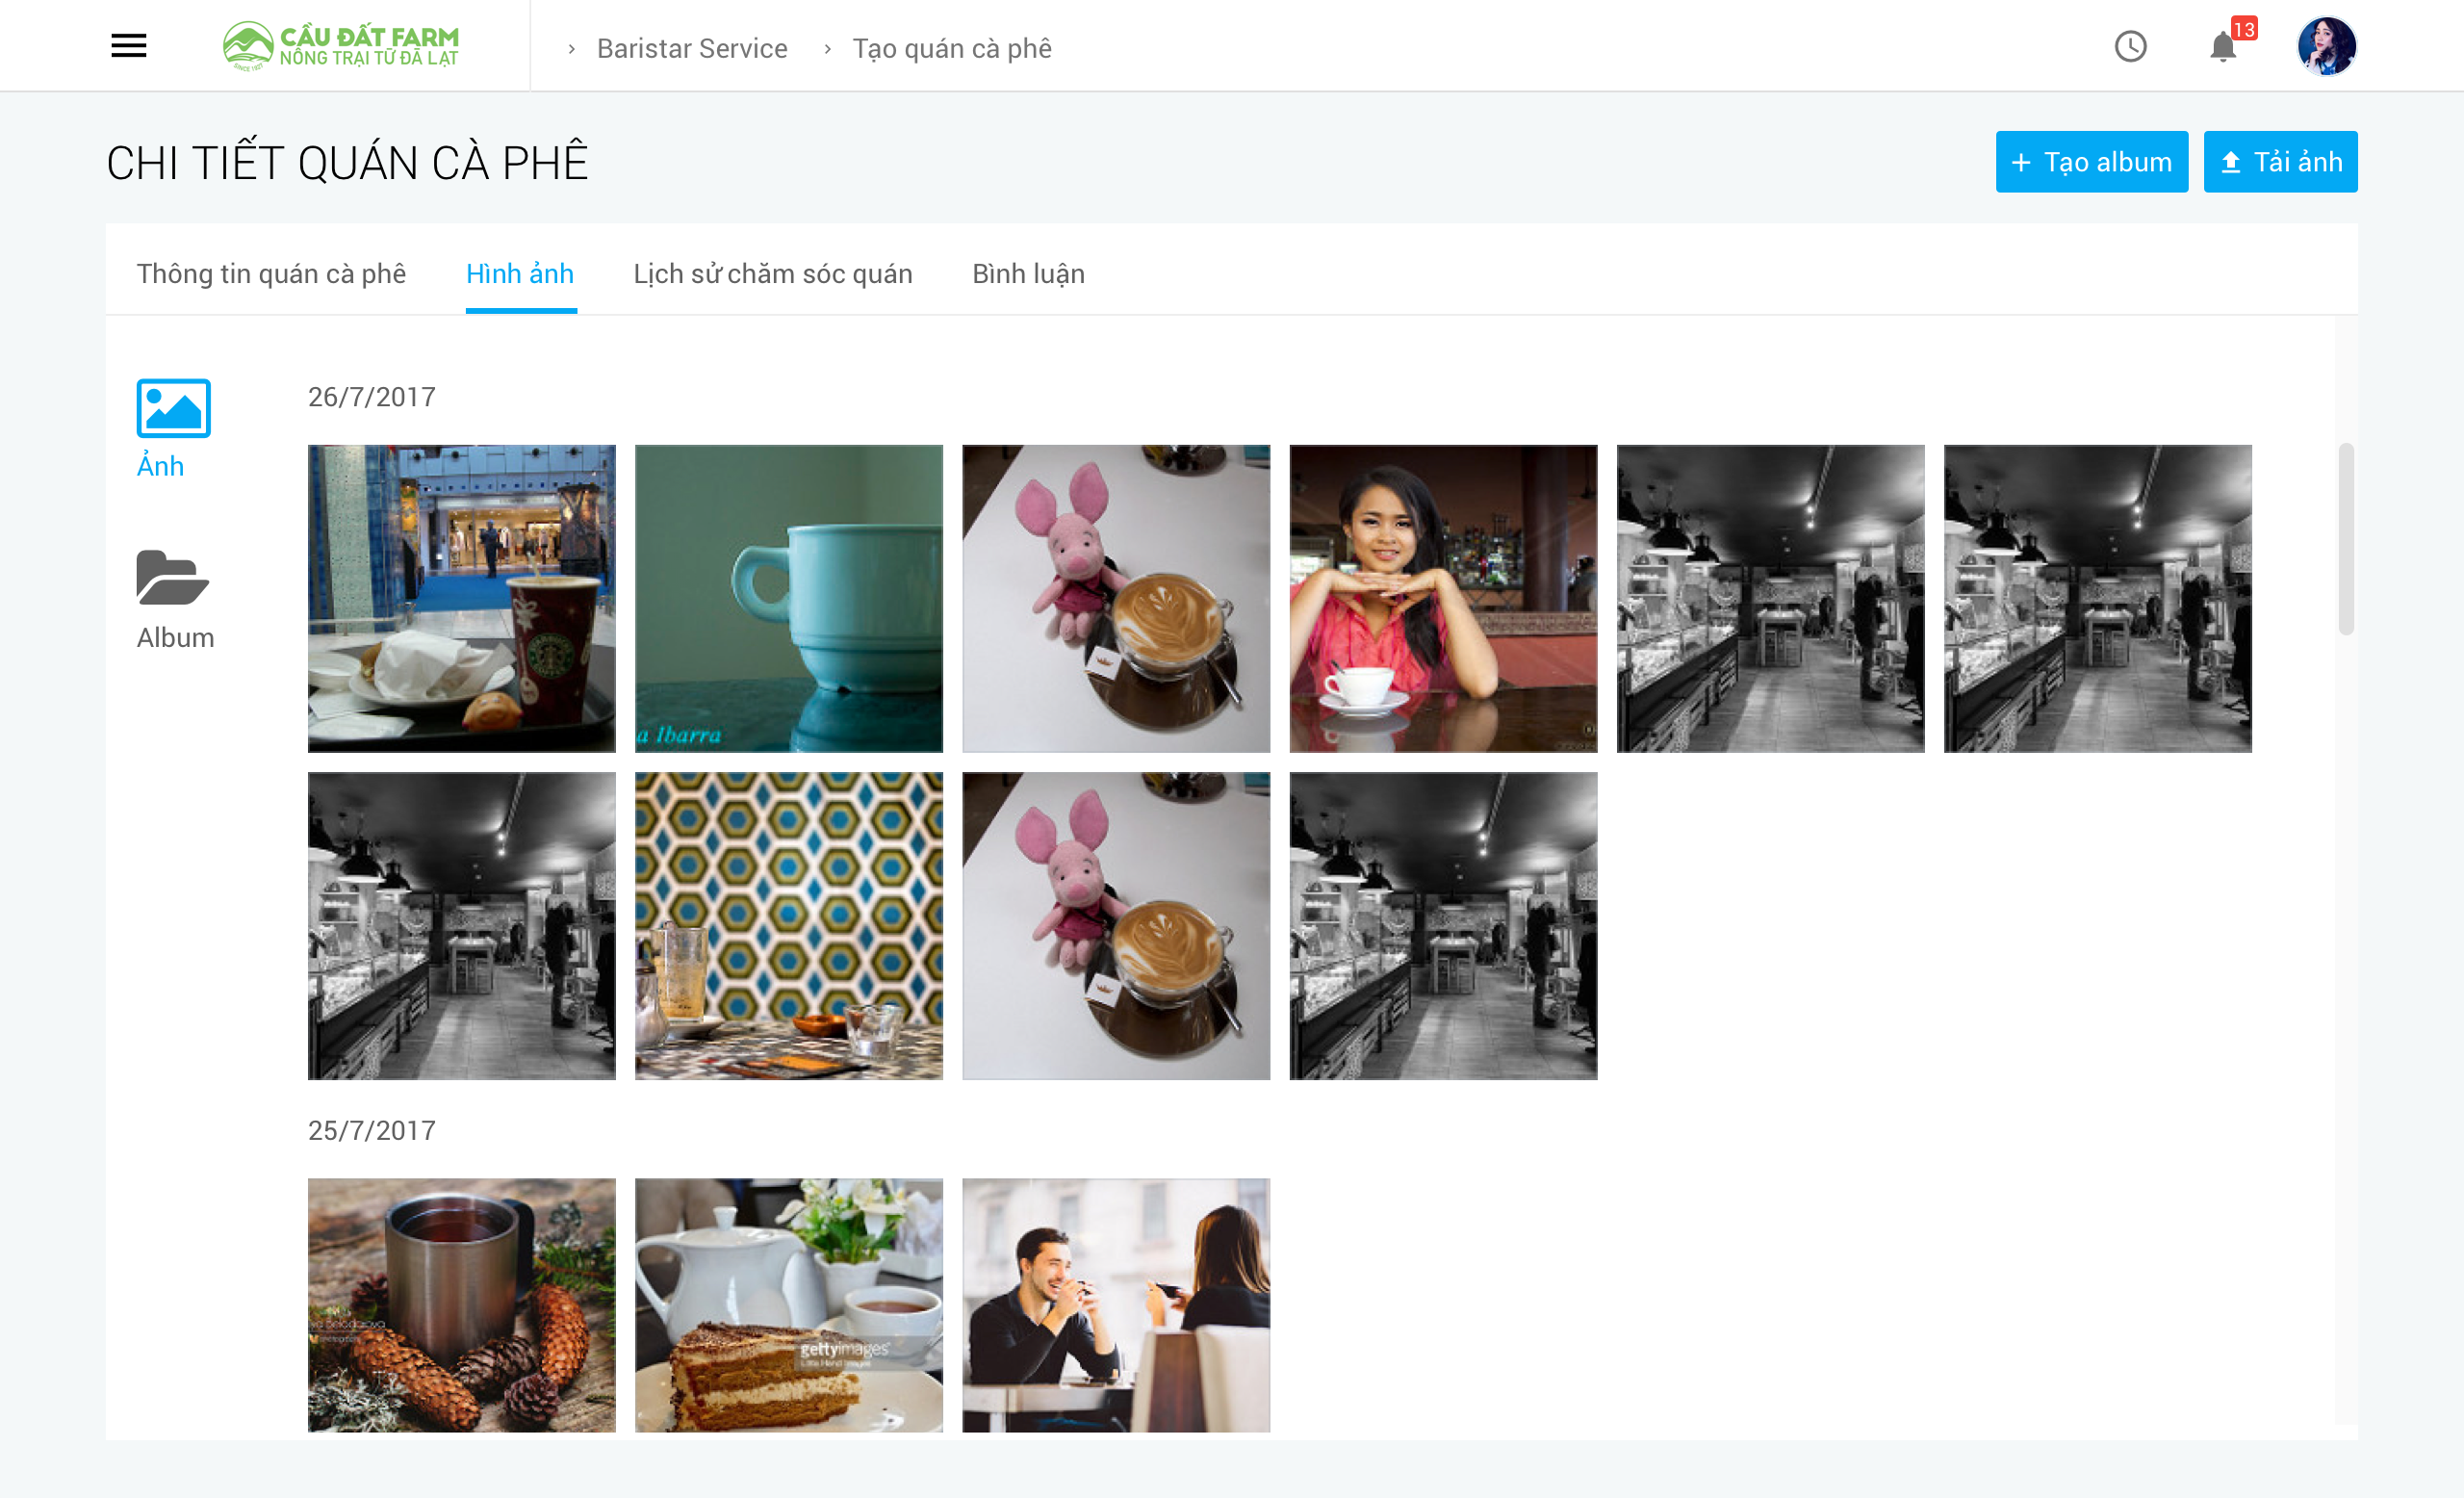 CẦU ĐẤT FARM
NÔNG TRẠI TỪ ĐÀ LẠT
SINCE 1927
Baristar Service
Tạo quán cà phê
13
CHI TIẾT QUÁN CÀ PHÊ
Tạo album
Tải ảnh
Thông tin quán cà phê
Hình ảnh
Lịch sử chăm sóc quán
Bình luận
Ảnh
Album
26/7/2017
a Ibarra
25/7/2017
gettyimages